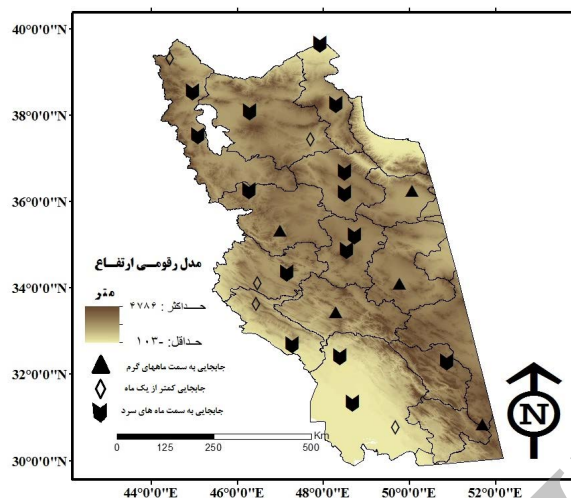 40°0'0"N
38°0'0"N
36°0'0"N
34°0'0"N
32°0'0"N
30°0'0"N
مدل رقومی ارتفاع
متر
حداکثر : ۴۷۸۶
حداقل: ۱۰۳-
جابجایی به سمت ماههای گرم
جابجایی کمتر از یک ماه
جابجایی به سمت ماه های سرد
0 125 250 500 Km
N
44°0'0"E 46°0'0"E 48°0'0"E 50°0'0"E 52°0'0"E